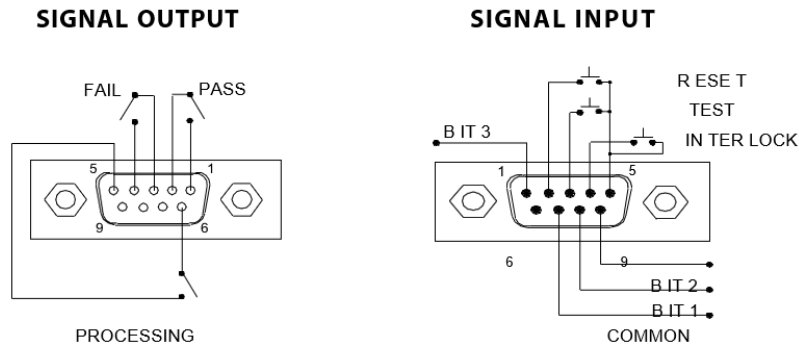 SIGNAL OUTPUT
FAIL
PASS
5
1
9
6
PROCESSING
SIGNAL INPUT
R ESE T
TEST
IN TER LOCK
B IT 3
1
5
6
9
B IT 2
B IT 1
COMMON